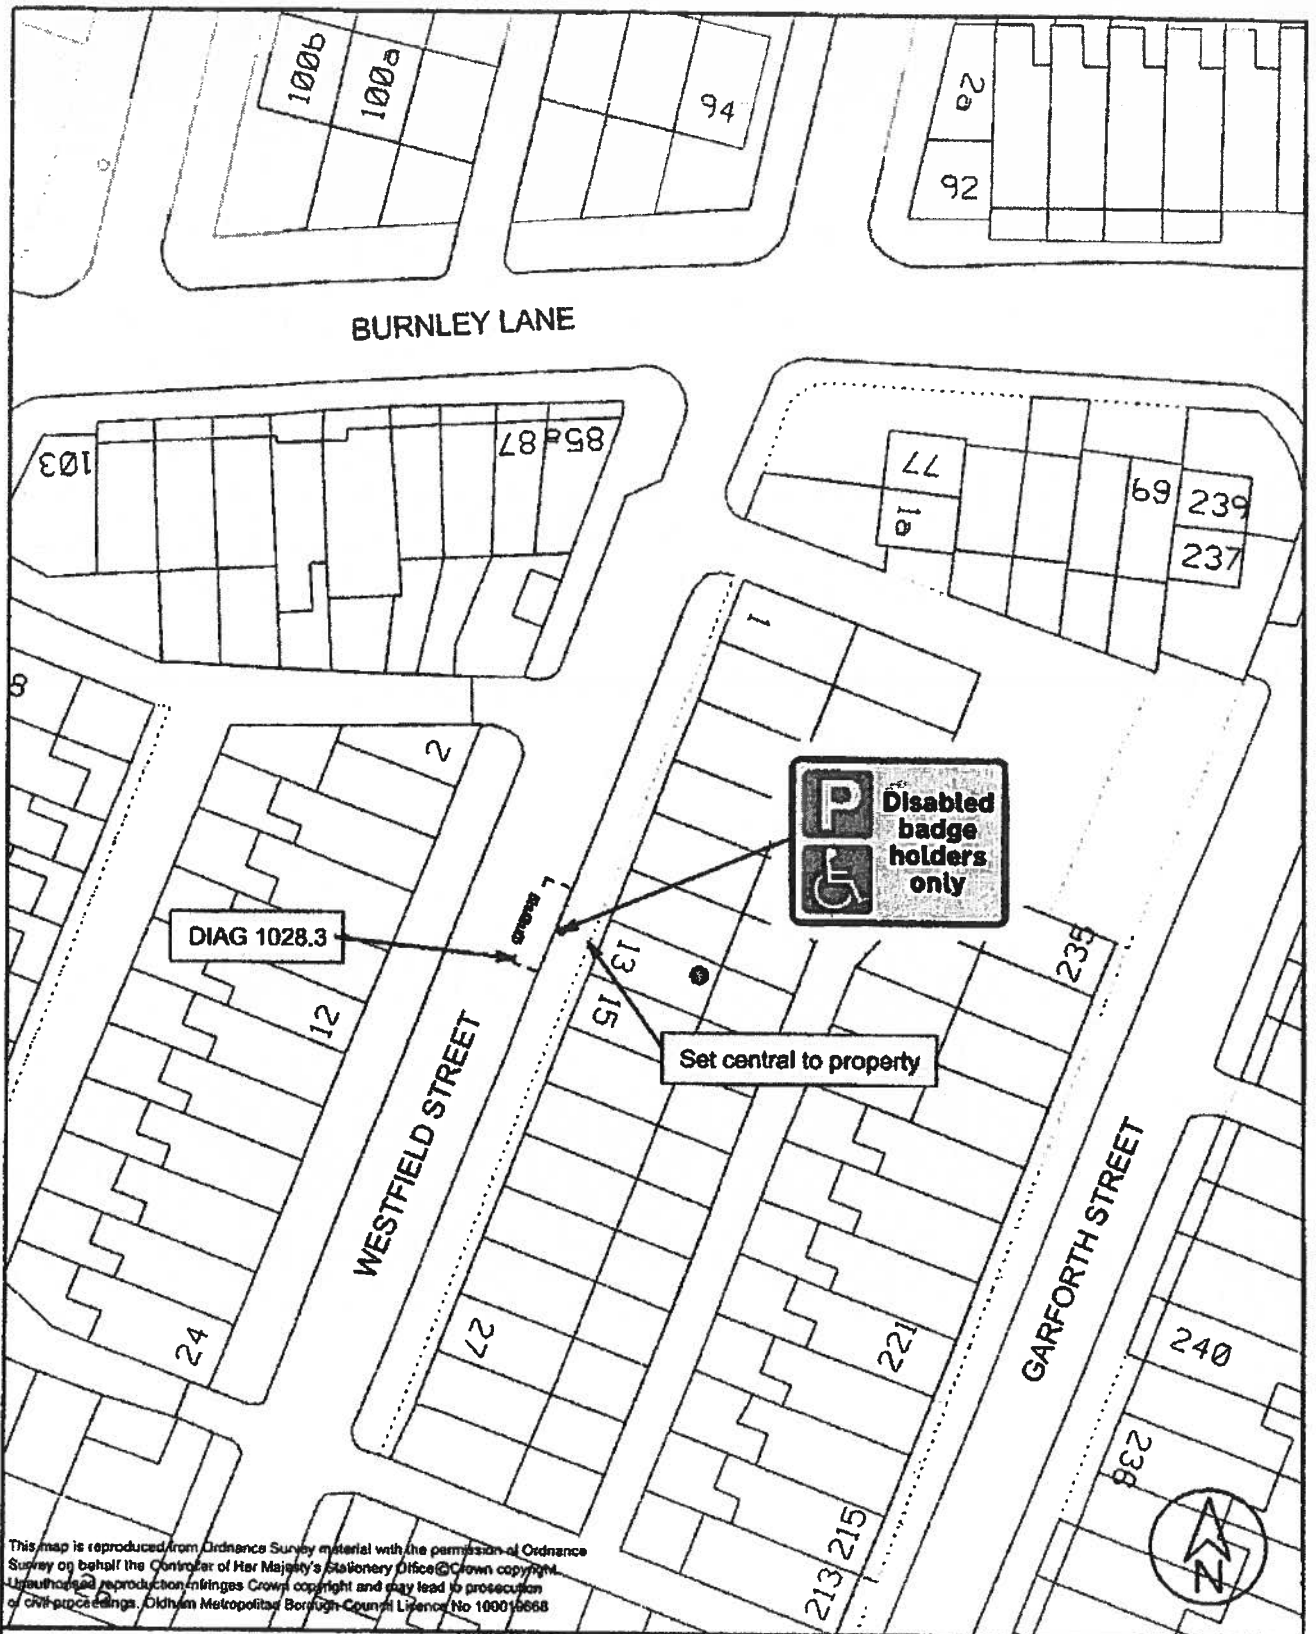 100b
100a
94
2a
92
BURNLEY LANE
103
87
85a
77
1a
69
239
237
8
2
1
P
Disabled
badge
holders
only
DIAG 1028.3
13
15
12
235
Set central to property
WESTFIELD STREET
GARFORTH STREET
27
24
221
240
238
215
213
N
This map is reproduced from Ordnance Survey material with the permission of Ordnance
Survey on behalf the Controller of Her Majesty's Stationery Office © Crown copyright.
Unauthorised reproduction infringes Crown copyright and may lead to prosecution
or civil proceedings. Oldham Metropolitan Borough Council Licence No 100019668